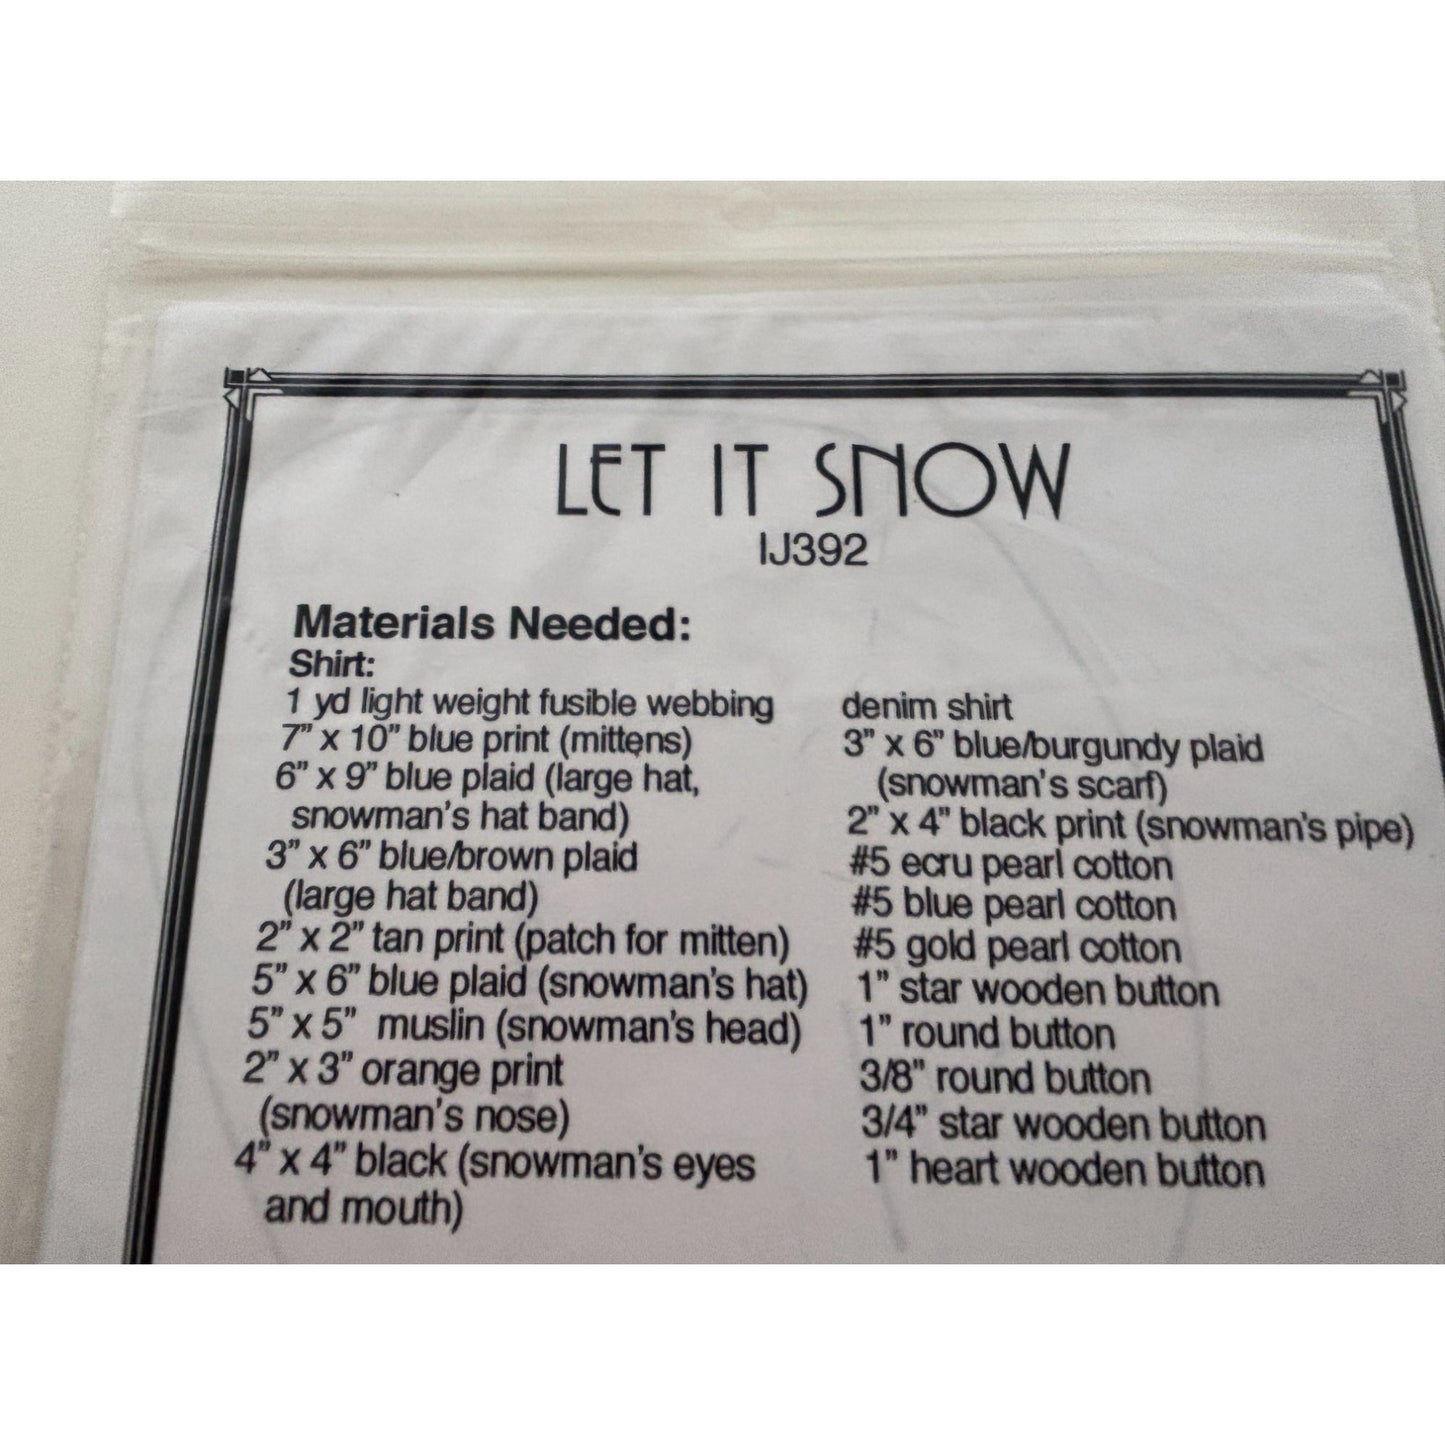 LET IT SNOW
IJ392
Materials Needed:
Shirt:
1 yd light weight fusible webbing
7" x 10" blue print (mittens)
6" x 9" blue plaid (large hat,
snowman's hat band)
3" x 6" blue/brown plaid
(large hat band)
2" x 2" tan print (patch for mitten)
5" x 6" blue plaid (snowman's hat)
5" x 5" muslin (snowman's head)
2" x 3" orange print
(snowman's nose)
4" x 4" black (snowman's eyes
and mouth)
denim shirt
3" x 6" blue/burgundy plaid
(snowman's scarf)
2" x 4" black print (snowman's pipe)
#5 ecru pearl cotton
#5 blue pearl cotton
#5 gold pearl cotton
1" star wooden button
1" round button
3/8" round button
3/4" star wooden button
1" heart wooden button